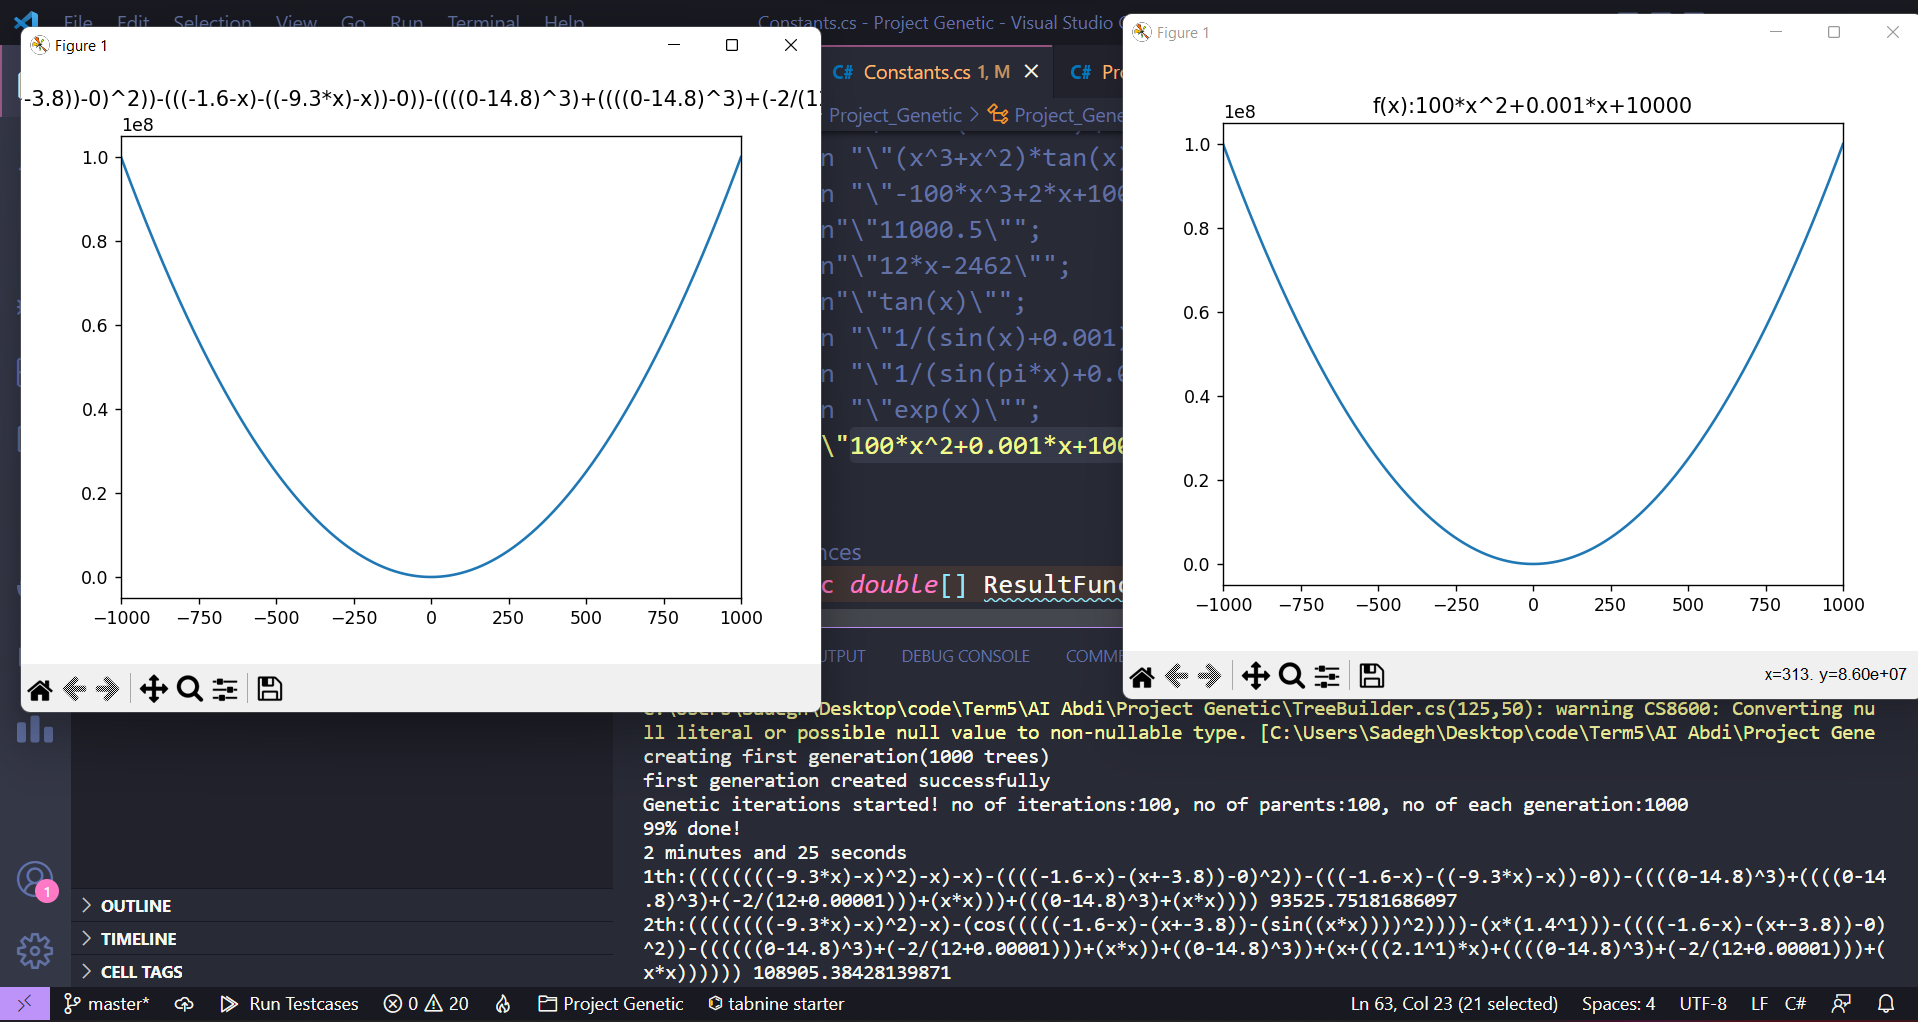 File Edit Selection View Go Run Terminal Help
Constants.cs - Project Genetic - Visual Studio
Figure 1
-3.8))-0)^2))-(((-1.6-x)-((-9.3*x)-x))-0))-((((0-14.8)^3)+((((0-14.8)^3)+(-2/(1
1e8
1.0
0.8
0.6
0.4
0.2
0.0
−1000 −750 −500 −250 0 250 500 750 1000
Figure 1
f(x):100*x^2+0.001*x+10000
1e8
1.0
0.8
0.6
0.4
0.2
0.0
−1000 −750 −500 −250 0 250 500 750 1000
x=313. y=8.60e+07
C# Constants.cs 1, M
C# Pr
Project_Genetic > Project_Gene
n "\"(x^3+x^2)*tan(x)
n "\"-100*x^3+2*x+100
n"\"11000.5\"";
n"\"12*x-2462\"";
n"\"tan(x)\"";
n "\"1/(sin(x)+0.001)
n "\"1/(sin(pi*x)+0.0
n "\"exp(x)\"";
\"100*x^2+0.001*x+100
nces
c double[] ResultFunc
UTPUT DEBUG CONSOLE COMME
C:\Users\Sadegh\Desktop\code\Term5\AI Abdi\Project Genetic\TreeBuilder.cs(125,50): warning CS8600: Converting nu
ll literal or possible null value to non-nullable type. [C:\Users\Sadegh\Desktop\code\Term5\AI Abdi\Project Gene
creating first generation(1000 trees)
first generation created successfully
Genetic iterations started! no of iterations:100, no of parents:100, no of each generation:1000
99% done!
2 minutes and 25 seconds
1th:((((((((-9.3*x)-x)^2)-x)-x)-((((-1.6-x)-(x+-3.8))-0)^2))-(((-1.6-x)-((-9.3*x)-x))-0))-((((0-14.8)^3)+((((0-14
.8)^3)+(-2/(12+0.00001)))+(x*x)))+(((0-14.8)^3)+(x*x)))) 93525.75181686097
2th:((((((((-9.3*x)-x)^2)-x)-(cos(((((-1.6-x)-(x+-3.8))-(sin((x*x))))^2))))-(x*(1.4^1)))-((((-1.6-x)-(x+-3.8))-0)
^2))-((((((0-14.8)^3)+(-2/(12+0.00001)))+(x*x))+((0-14.8)^3))+(x+(((2.1^1)*x)+((((0-14.8)^3)+(-2/(12+0.00001)))+(
x*x)))))) 108905.38428139871
1
OUTLINE
TIMELINE
CELL TAGS
master* Run Testcases 0 20 Project Genetic tabnine starter Ln 63, Col 23 (21 selected) Spaces: 4 UTF-8 LF C#